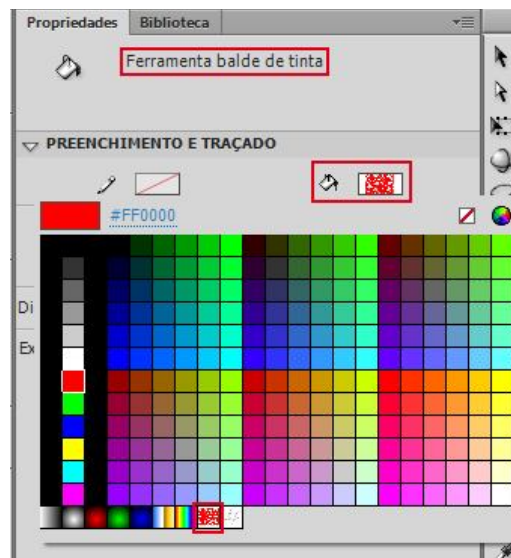 Propriedades Biblioteca
Ferramenta balde de tinta
PREENCHIMENTO E TRAÇADO
#FF0000
Di
Ex